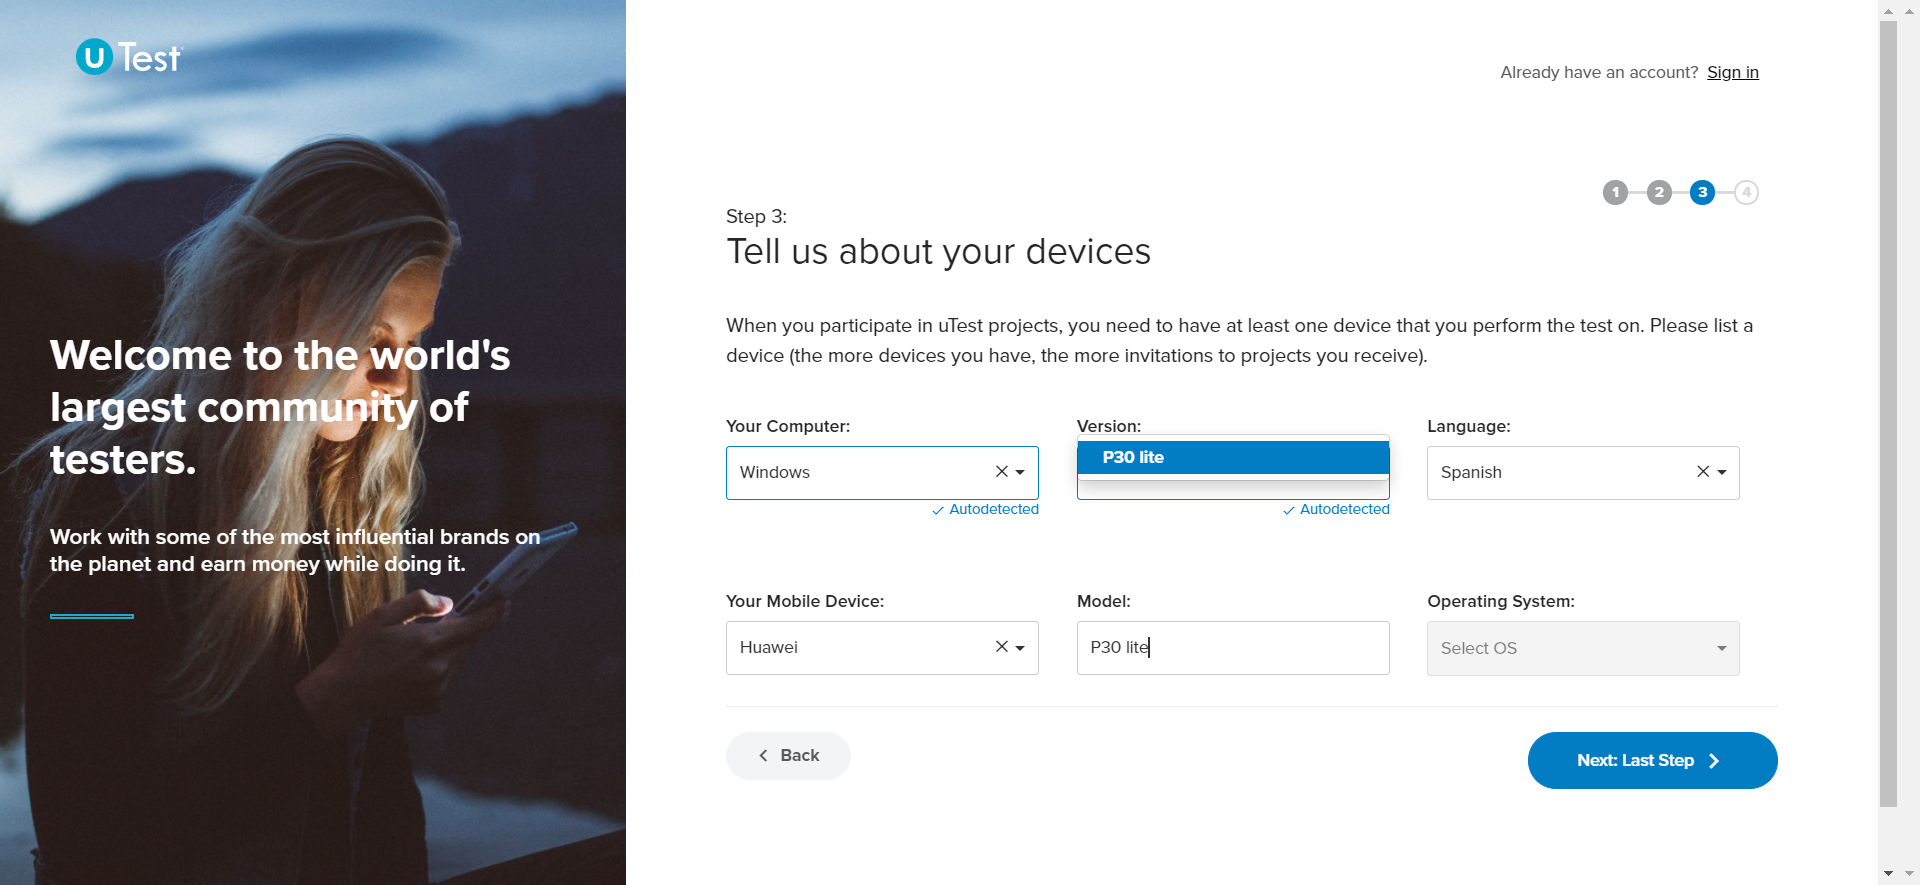 uTest
Already have an account? Sign in
1 2 3 4
Step 3:
Tell us about your devices
Welcome to the world's
largest community of
testers.
Work with some of the most influential brands on
the planet and earn money while doing it.
When you participate in uTest projects, you need to have at least one device that you perform the test on. Please list a
device (the more devices you have, the more invitations to projects you receive).
Your Computer:
Windows
Autodetected
Version:
P30 lite
Autodetected
Language:
Spanish
Your Mobile Device:
Huawei
Model:
P30 lite
Operating System:
Select OS
Back
Next: Last Step